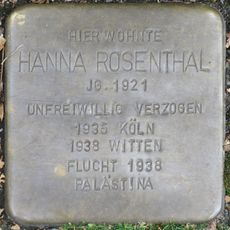 HIER WOHNTE
HANNA ROSENTHAL
JG. 1921
UNFREIWILLIG VERZOGEN
1935 KÖLN
1938 WITTEN
FLUCHT 1938
PALÄSTINA